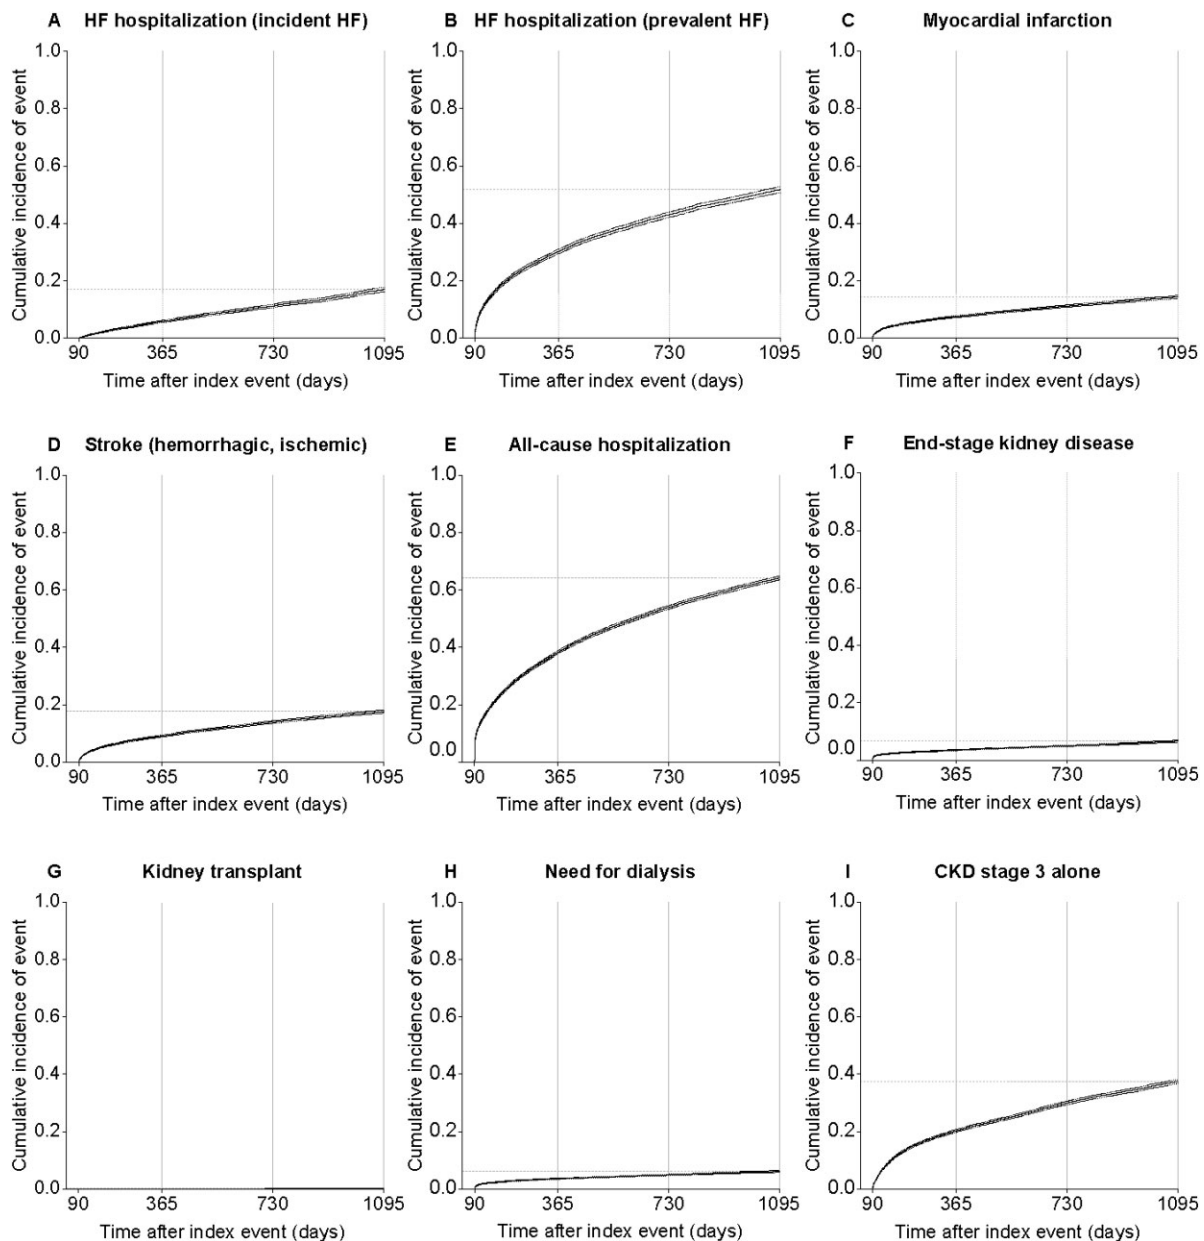 A HF hospitalization (incident HF)
Cumulative incidence of event
1.0
0.8
0.6
0.4
0.2
0.0
90 365 730 1095
Time after index event (days)
B HF hospitalization (prevalent HF)
Cumulative incidence of event
1.0
0.8
0.6
0.4
0.2
0.0
90 365 730 1095
Time after index event (days)
C Myocardial infarction
Cumulative incidence of event
1.0
0.8
0.6
0.4
0.2
0.0
90 365 730 1095
Time after index event (days)
D Stroke (hemorrhagic, ischemic)
Cumulative incidence of event
1.0
0.8
0.6
0.4
0.2
0.0
90 365 730 1095
Time after index event (days)
E All-cause hospitalization
Cumulative incidence of event
1.0
0.8
0.6
0.4
0.2
0.0
90 365 730 1095
Time after index event (days)
F End-stage kidney disease
Cumulative incidence of event
1.0
0.8
0.6
0.4
0.2
0.0
90 365 730 1095
Time after index event (days)
G Kidney transplant
Cumulative incidence of event
1.0
0.8
0.6
0.4
0.2
0.0
90 365 730 1095
Time after index event (days)
H Need for dialysis
Cumulative incidence of event
1.0
0.8
0.6
0.4
0.2
0.0
90 365 730 1095
Time after index event (days)
I CKD stage 3 alone
Cumulative incidence of event
1.0
0.8
0.6
0.4
0.2
0.0
90 365 730 1095
Time after index event (days)